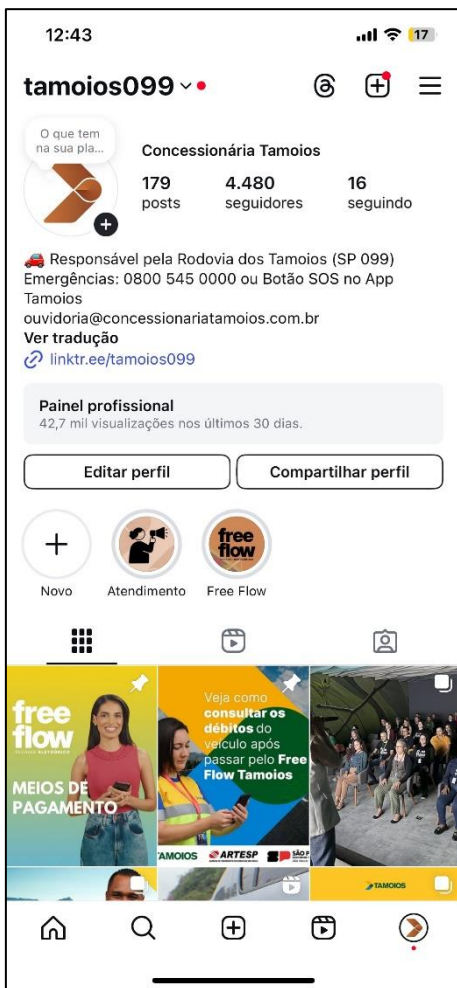 12:43
17
tamoios099
O que tem
na sua pla...
Concessionária Tamoios
179 4.480 16
posts seguidores seguindo
🚗 Responsável pela Rodovia dos Tamoios (SP 099)
Emergências: 0800 545 0000 ou Botão SOS no App
Tamoios
ouvidoria@concessionariatamoios.com.br
Ver tradução
linktr.ee/tamoios099
Painel profissional
42,7 mil visualizações nos últimos 30 dias.
Editar perfil Compartilhar perfil
free
flow
Novo Atendimento Free Flow
free
flow
MEIOS DE
PAGAMENTO
Veja como
consultar os
débitos do
veículo após
passar pelo Free
Flow Tamoios
TAMOIOS ARTESP SÃO P
TAMOIOS